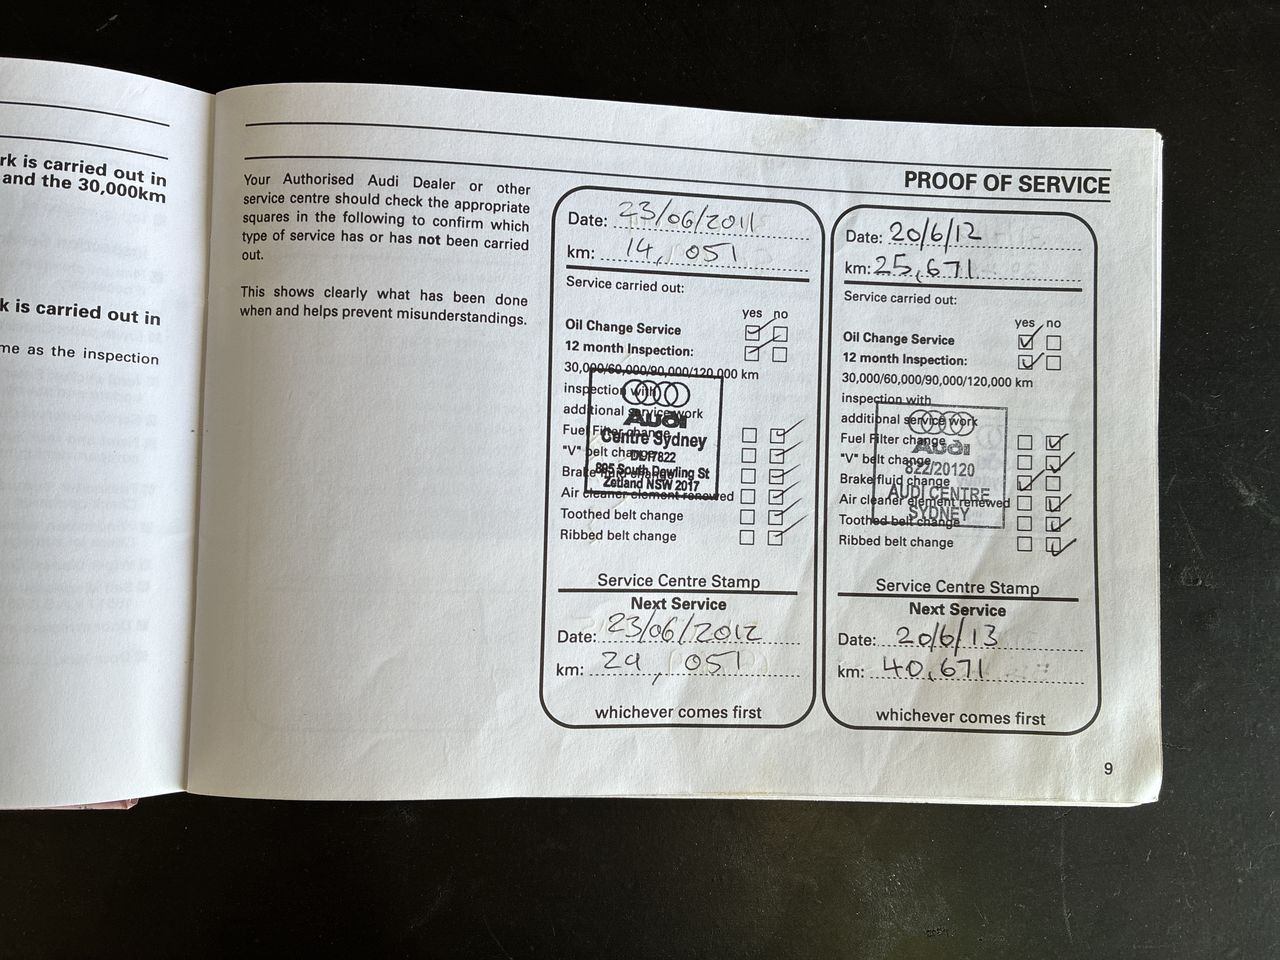 rk is carried out in
and the 30,000km
k is carried out in
me as the inspection
PROOF OF SERVICE
Your Authorised Audi Dealer or other
service centre should check the appropriate
squares in the following to confirm which
type of service has or has not been carried
out.
This shows clearly what has been done
when and helps prevent misunderstandings.
Date: 23/06/2011
km: 14,051
Service carried out:
yes no
Oil Change Service
12 month Inspection:
30,000/60,000/90,000/120,000 km
inspection with
additional service work
Fuel Filter change
"V" belt change
Brake fluid change
Air cleaner element renewed
Toothed belt change
Ribbed belt change
Audi
Centre Sydney
895 South Dowling St
Zetland NSW 2017
Service Centre Stamp
Next Service
Date: 23/06/2012
km: 29,051
whichever comes first
Date: 20/6/12
km: 25,671
Service carried out:
yes no
Oil Change Service
12 month Inspection:
30,000/60,000/90,000/120,000 km
inspection with
additional service work
Fuel Filter change
"V" belt change
Brake fluid change
Air cleaner element renewed
Toothed belt change
Ribbed belt change
Audi
822/20120
AUDI CENTRE
SYDNEY
Service Centre Stamp
Next Service
Date: 20/6/13
km: 40,671
whichever comes first
9